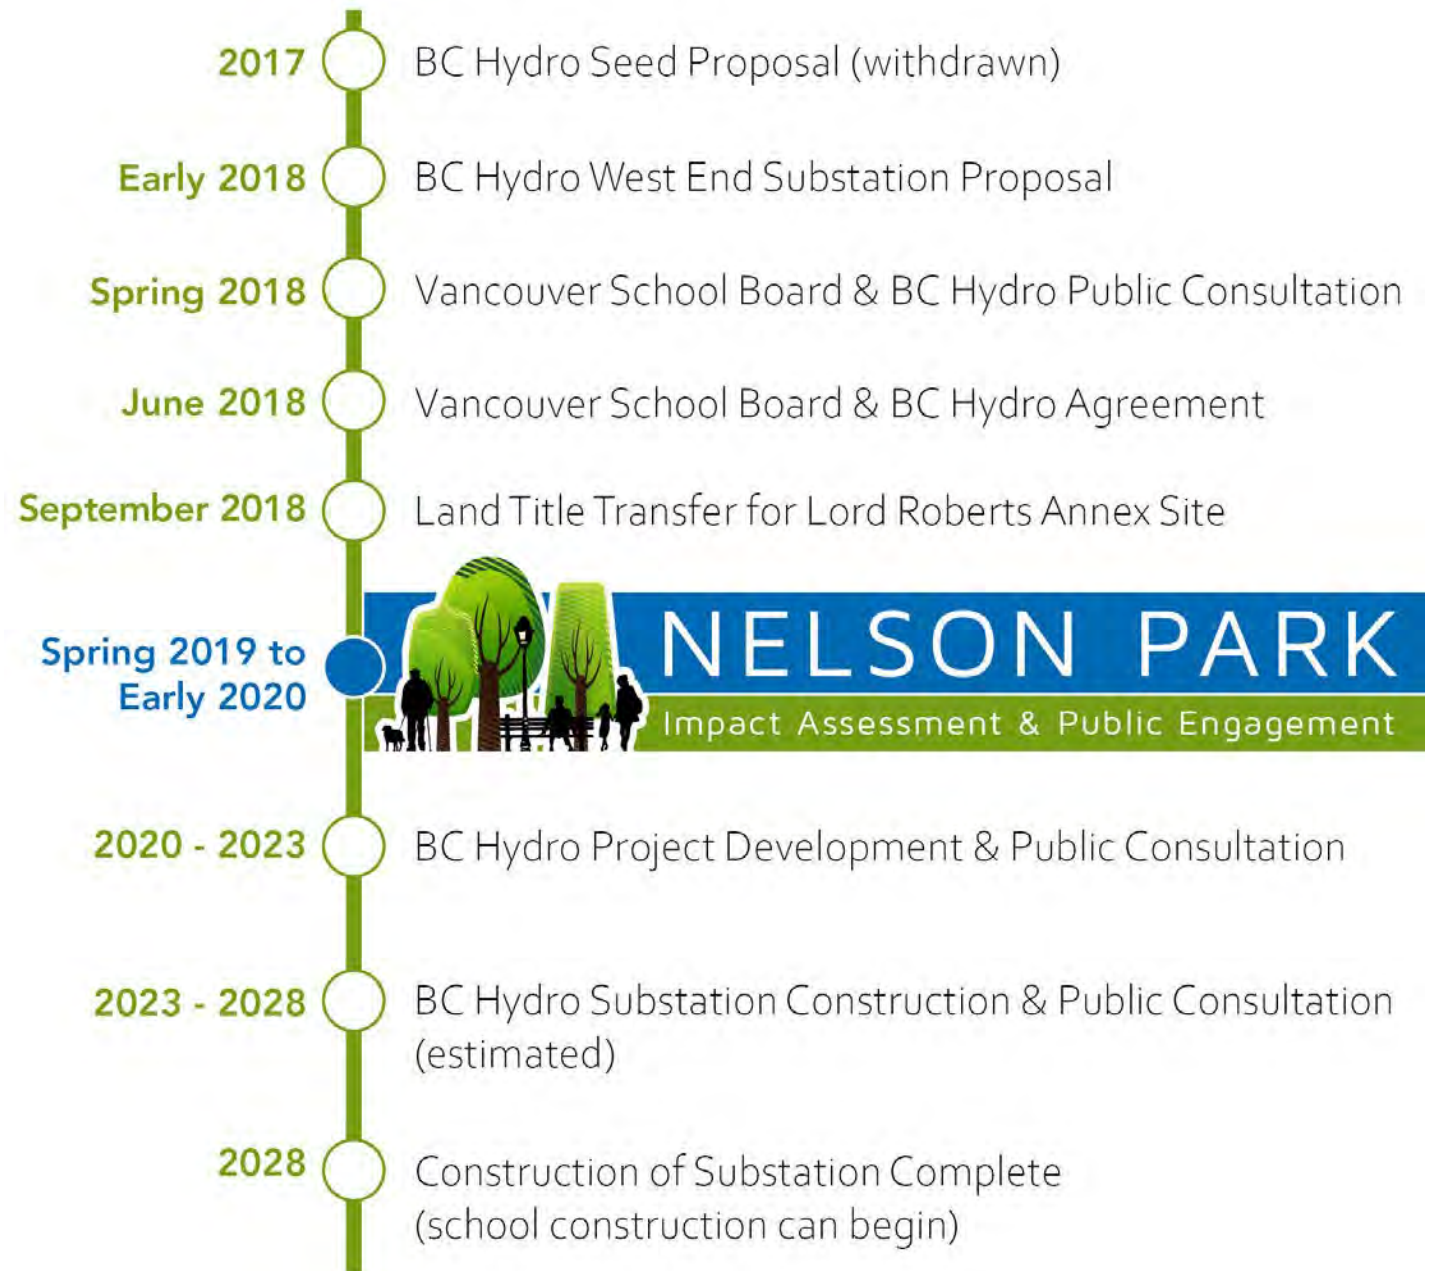 2017
BC Hydro Seed Proposal (withdrawn)
Early 2018
BC Hydro West End Substation Proposal
Spring 2018
Vancouver School Board & BC Hydro Public Consultation
June 2018
Vancouver School Board & BC Hydro Agreement
September 2018
Land Title Transfer for Lord Roberts Annex Site
Spring 2019 to
Early 2020
NELSON PARK
Impact Assessment & Public Engagement
2020 - 2023
BC Hydro Project Development & Public Consultation
2023 - 2028
BC Hydro Substation Construction & Public Consultation
(estimated)
2028
Construction of Substation Complete
(school construction can begin)